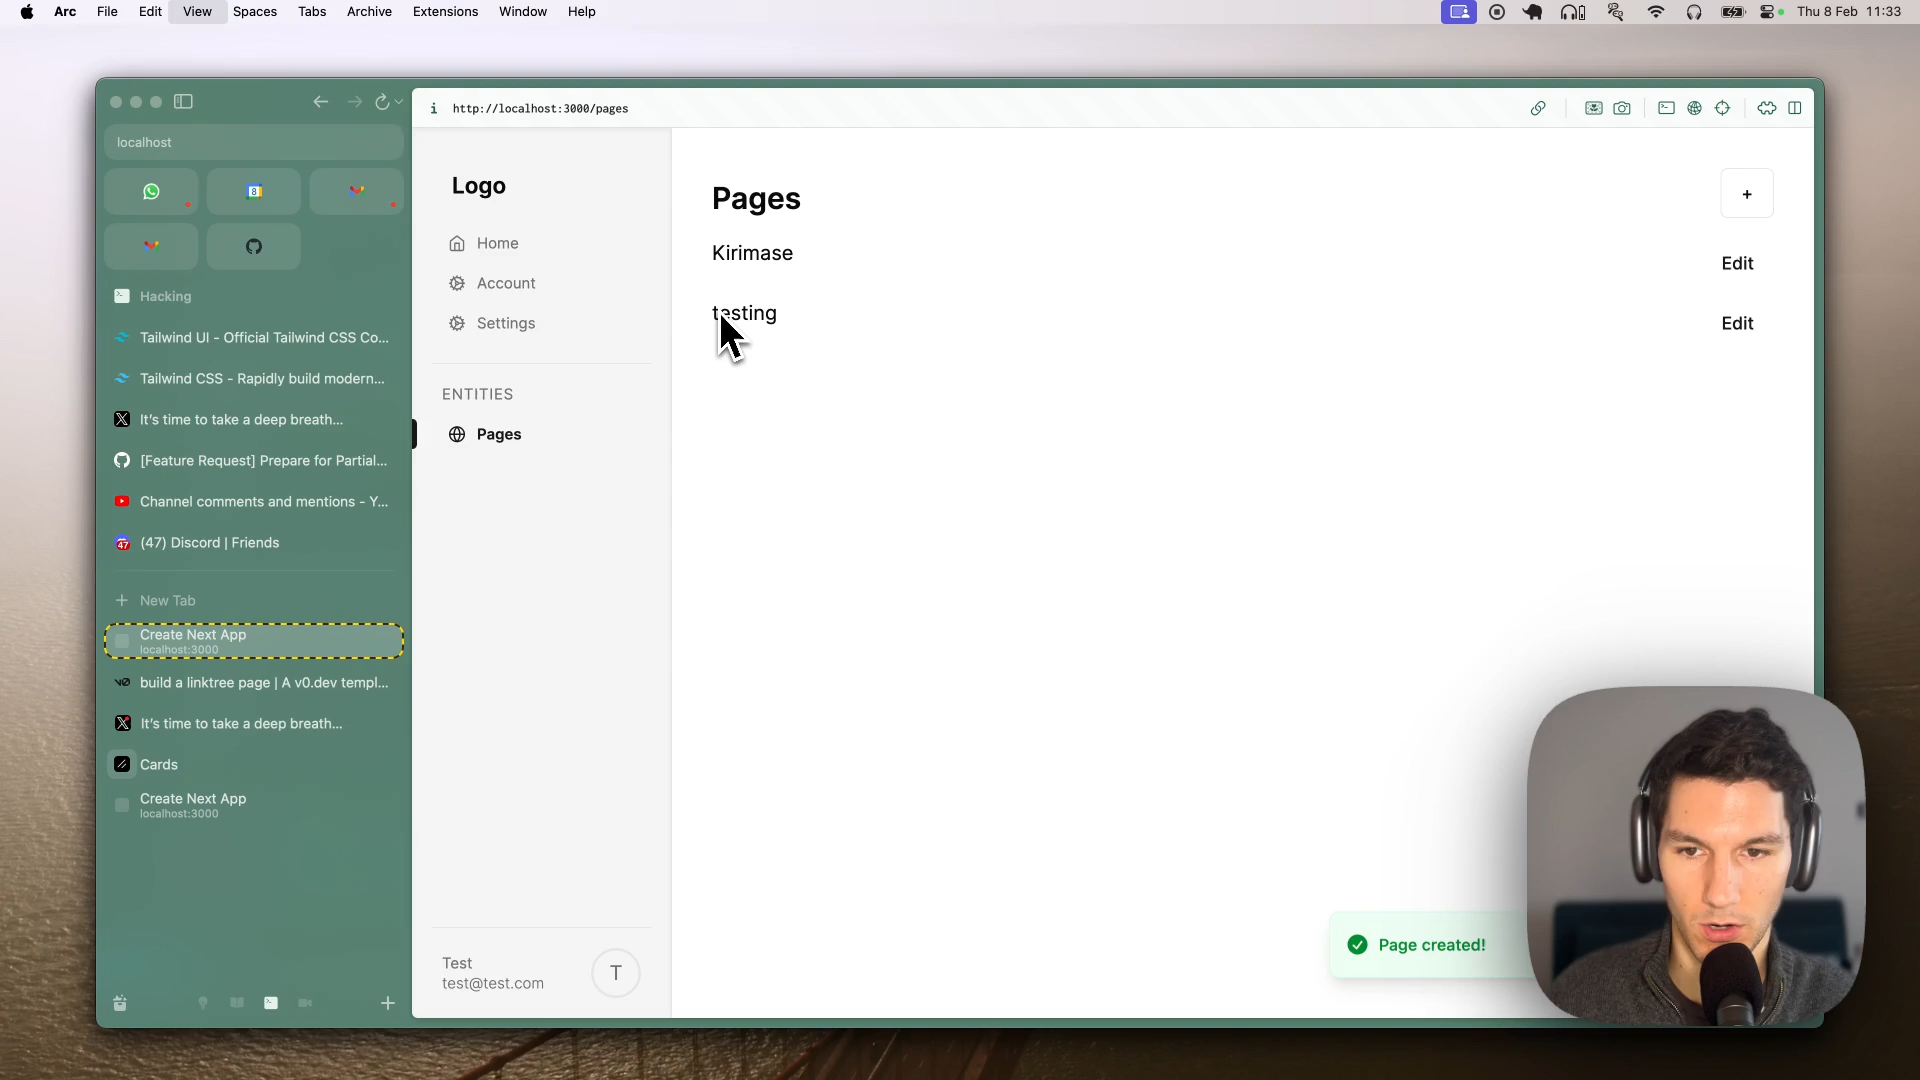 Arc File Edit View Spaces Tabs Archive Extensions Window Help
Thu 8 Feb 11:33
localhost
http://localhost:3000/pages
8
Hacking
Tailwind UI - Official Tailwind CSS Co...
Tailwind CSS - Rapidly build modern...
It's time to take a deep breath...
[Feature Request] Prepare for Partial...
Channel comments and mentions - Y...
47
(47) Discord | Friends
New Tab
Create Next App
localhost:3000
build a linktree page | A v0.dev templ...
It's time to take a deep breath...
Cards
Create Next App
localhost:3000
Logo
Home
Account
Settings
ENTITIES
Pages
Test
test@test.com
T
Pages
+
Kirimase
Edit
testing
Edit
Page created!